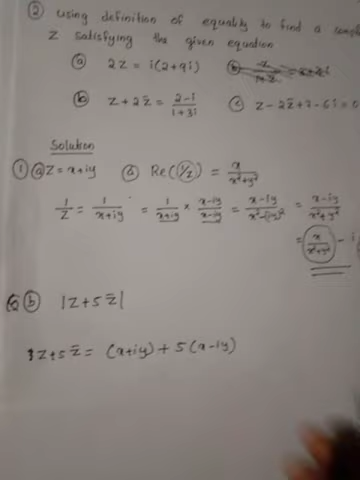 ② Using definition of equality to find a
z satisfying the given equation
ⓐ 2z = i(2+9i)
ⓑ z + 2z̄ = (2-i)/(1+3i) ⓒ z - 2z̄ + 7 - 6i = 0
Solution
① ⓐ z = x+iy ⓐ Re(1/z) = x/(x²+y²)
1/z = 1/(x+iy) = 1/(x+iy) × (x-iy)/(x-iy) = (x-iy)/(x²-(iy)²) = (x-iy)/(x²+y²)
= x/(x²+y²) - i
ⓑ |z + 5z̄|
z+5z̄ = (x+iy) + 5(x-iy)